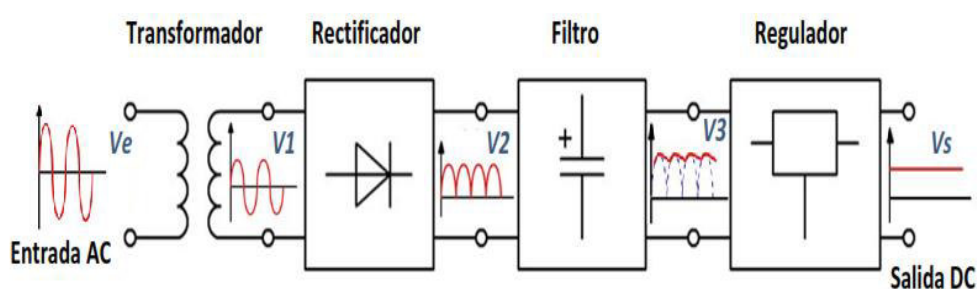 Transformador
Rectificador
Filtro
Regulador
Ve
V1
V2
+
V3
Vs
Entrada AC
Salida DC